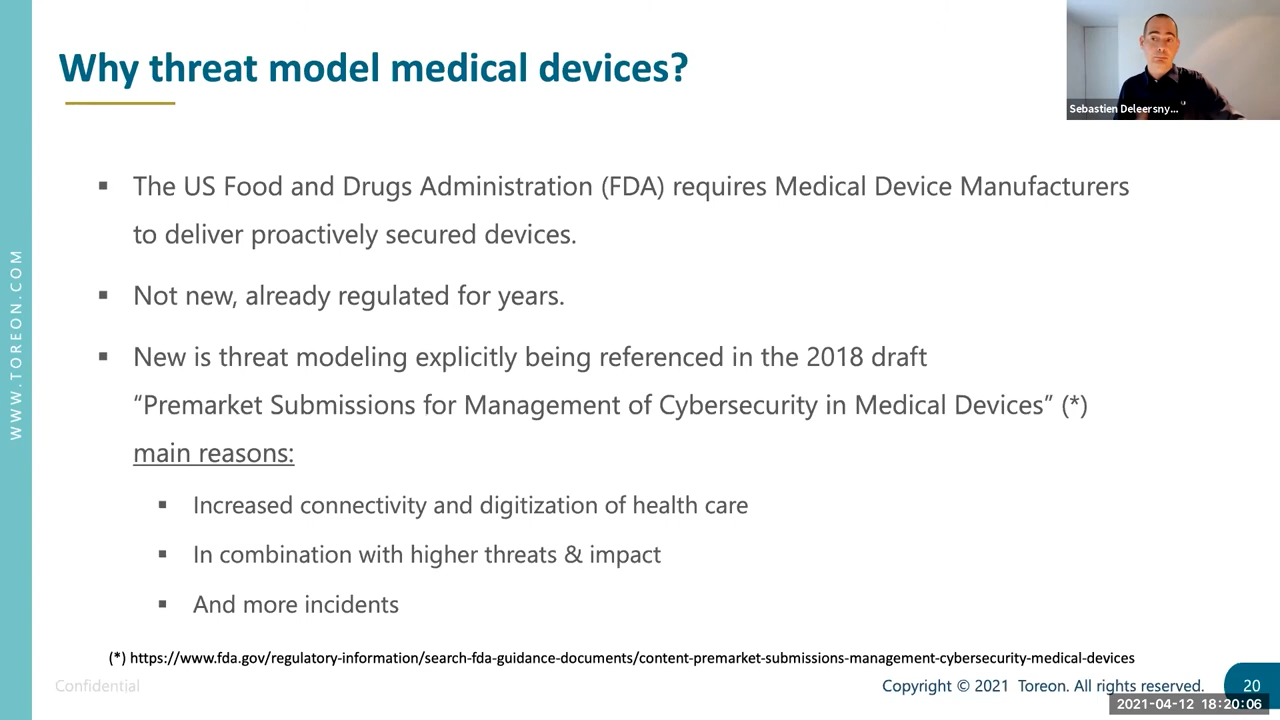 Why threat model medical devices?
Sebastien Deleersny...
▪ The US Food and Drugs Administration (FDA) requires Medical Device Manufacturers
to deliver proactively secured devices.
▪ Not new, already regulated for years.
▪ New is threat modeling explicitly being referenced in the 2018 draft
“Premarket Submissions for Management of Cybersecurity in Medical Devices” (*)
main reasons:
▪ Increased connectivity and digitization of health care
▪ In combination with higher threats & impact
▪ And more incidents
(*) https://www.fda.gov/regulatory-information/search-fda-guidance-documents/content-premarket-submissions-management-cybersecurity-medical-devices
Confidential
Copyright © 2021 Toreon. All rights reserved.
20
2021-04-12 18:20:06
WWW.TOREON.COM